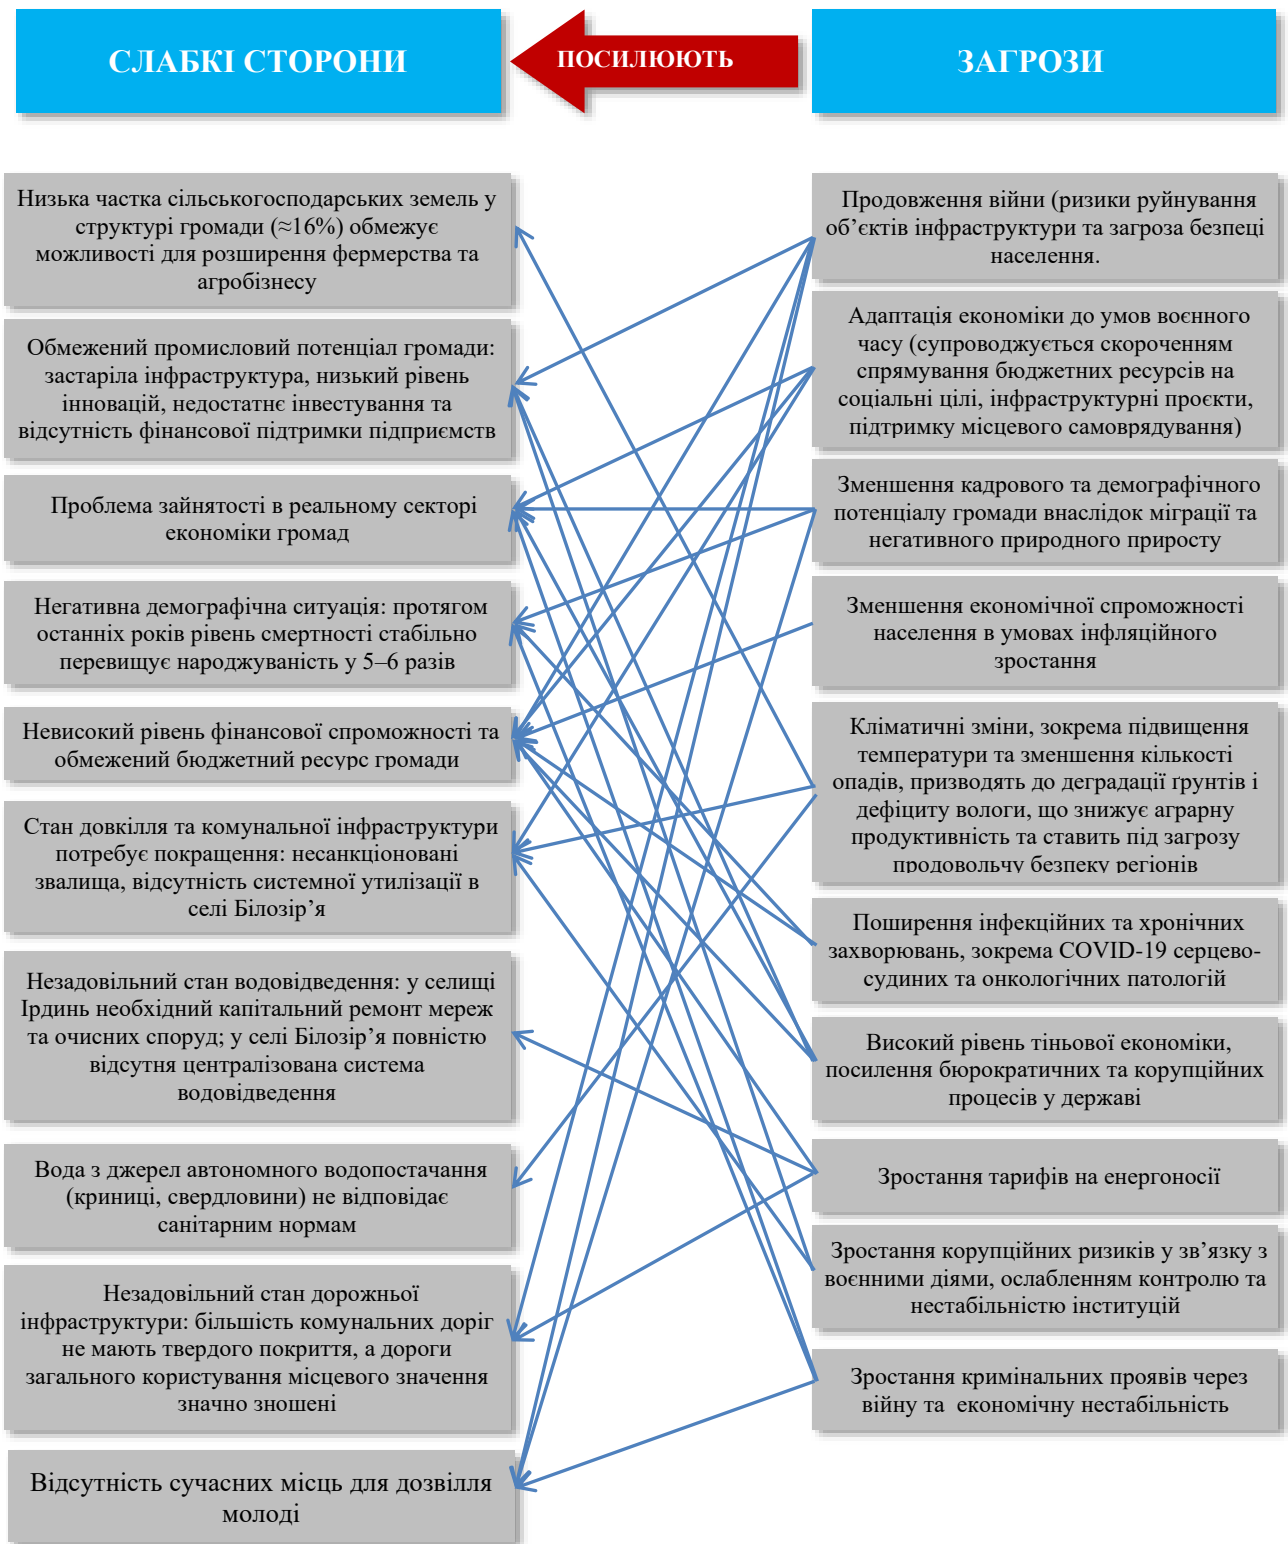 СЛАБКІ СТОРОНИ
ПОСИЛЮЮТЬ
ЗАГРОЗИ
Низька частка сільськогосподарських земель у
структурі громади (≈16%) обмежує
можливості для розширення фермерства та
агробізнесу
Обмежений промисловий потенціал громади:
застаріла інфраструктура, низький рівень
інновацій, недостатнє інвестування та
відсутність фінансової підтримки підприємств
Проблема зайнятості в реальному секторі
економіки громад
Негативна демографічна ситуація: протягом
останніх років рівень смертності стабільно
перевищує народжуваність у 5–6 разів
Невисокий рівень фінансової спроможності та
обмежений бюджетний ресурс громади
Стан довкілля та комунальної інфраструктури
потребує покращення: несанкціоновані
звалища, відсутність системної утилізації в
селі Білозір’я
Незадовільний стан водовідведення: у селищі
Ірдинь необхідний капітальний ремонт мереж
та очисних споруд; у селі Білозір’я повністю
відсутня централізована система
водовідведення
Вода з джерел автономного водопостачання
(криниці, свердловини) не відповідає
санітарним нормам
Незадовільний стан дорожньої
інфраструктури: більшість комунальних доріг
не мають твердого покриття, а дороги
загального користування місцевого значення
значно зношені
Відсутність сучасних місць для дозвілля
молоді
Продовження війни (ризики руйнування
об’єктів інфраструктури та загроза безпеці
населення.
Адаптація економіки до умов воєнного
часу (супроводжується скороченням
спрямування бюджетних ресурсів на
соціальні цілі, інфраструктурні проєкти,
підтримку місцевого самоврядування)
Зменшення кадрового та демографічного
потенціалу громади внаслідок міграції та
негативного природного приросту
Зменшення економічної спроможності
населення в умовах інфляційного
зростання
Кліматичні зміни, зокрема підвищення
температури та зменшення кількості
опадів, призводять до деградації ґрунтів і
дефіциту вологи, що знижує аграрну
продуктивність та ставить під загрозу
продовольчу безпеку регіонів
Поширення інфекційних та хронічних
захворювань, зокрема COVID-19 серцево-
судиних та онкологічних патологій
Високий рівень тіньової економіки,
посилення бюрократичних та корупційних
процесів у державі
Зростання тарифів на енергоносії
Зростання корупційних ризиків у зв’язку з
воєнними діями, ослабленням контролю та
нестабільністю інституцій
Зростання кримінальних проявів через
війну та економічну нестабільність